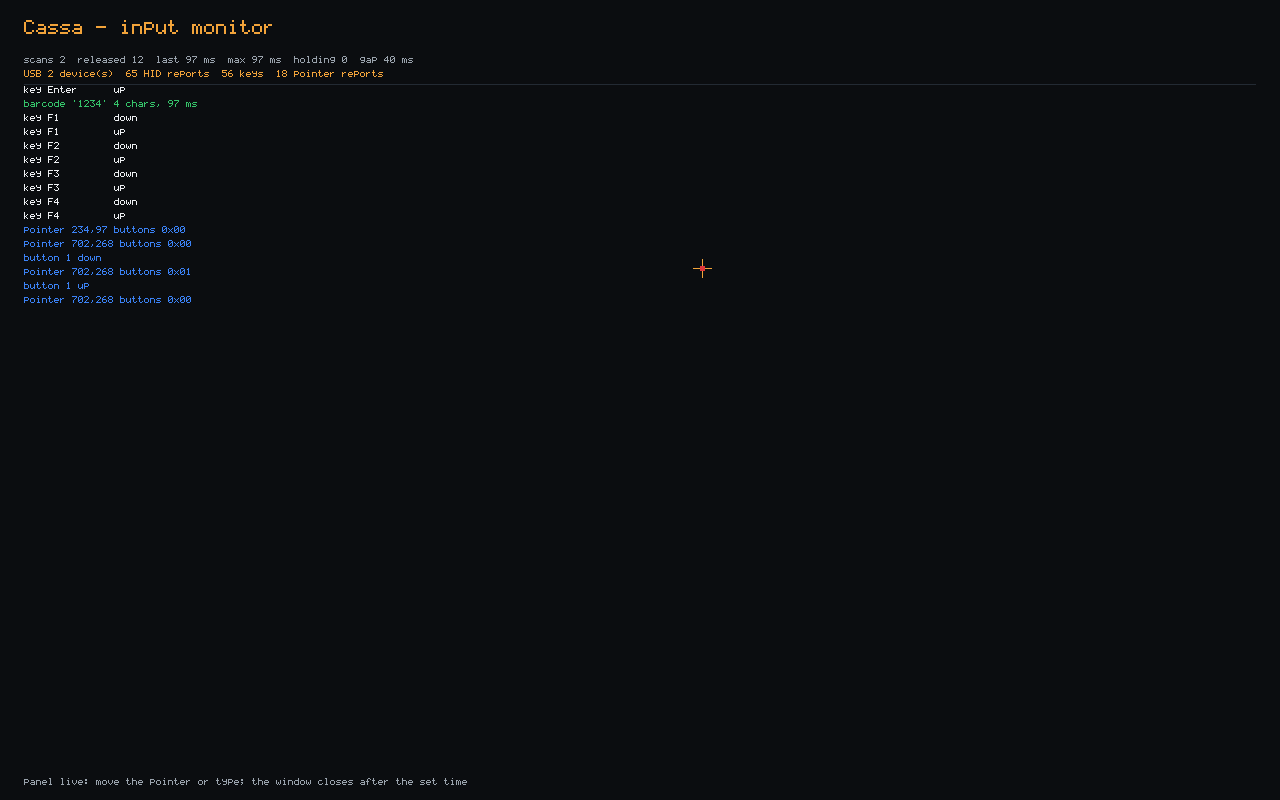 Cassa - input monitor
scans 2 released 12 last 97 ms max 97 ms holding 0 gap 40 ms
USB 2 device(s) 65 HID reports 56 keys 18 Pointer reports
key Enter up
barcode '1234' 4 chars, 97 ms
key F1 down
key F1 up
key F2 down
key F2 up
key F3 down
key F3 up
key F4 down
key F4 up
Pointer 234,97 buttons 0x00
Pointer 702,268 buttons 0x00
button 1 down
Pointer 702,268 buttons 0x01
button 1 up
Pointer 702,268 buttons 0x00
Panel live: move the Pointer or type; the window closes after the set time